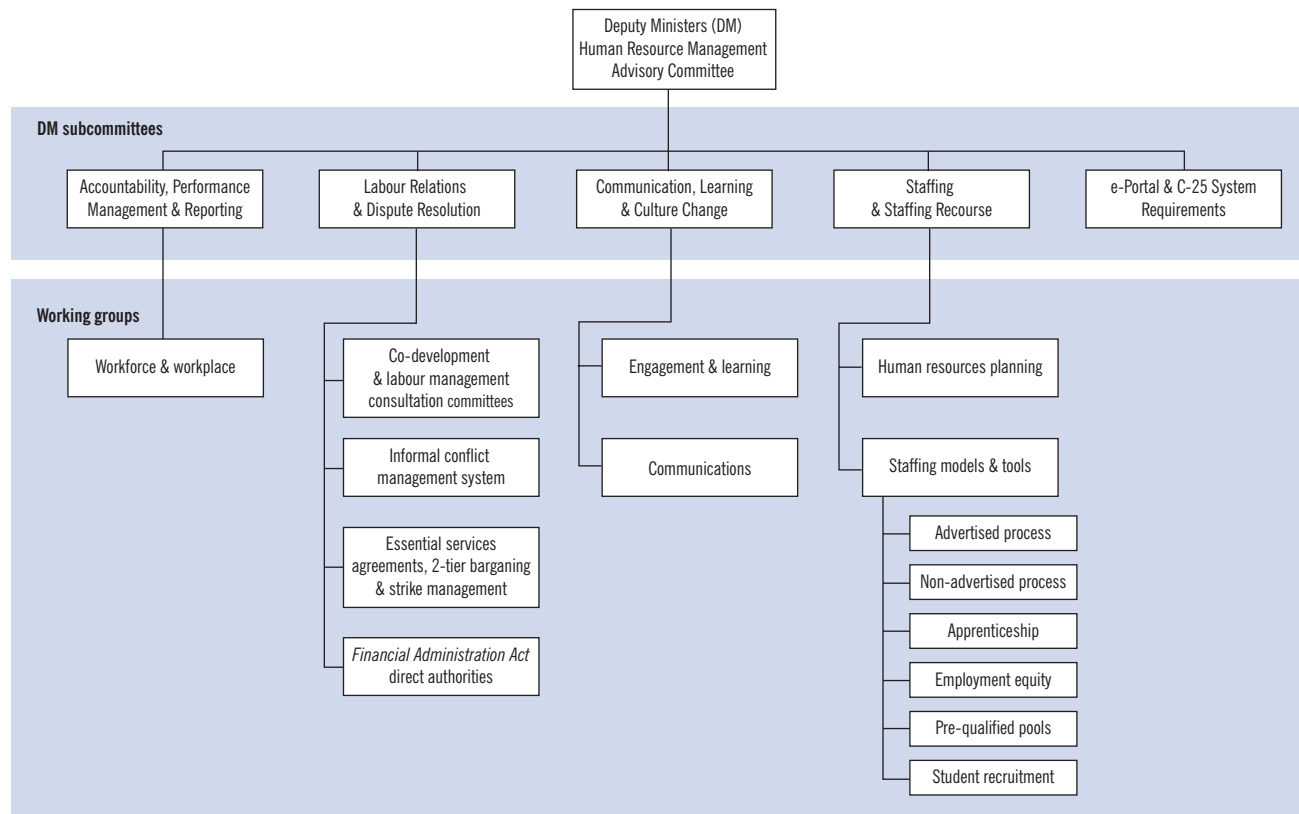 Deputy Ministers (DM)
Human Resource Management
Advisory Committee
DM subcommittees
Accountability, Performance
Management & Reporting
Labour Relations
& Dispute Resolution
Communication, Learning
& Culture Change
Staffing
& Staffing Recourse
e-Portal & C-25 System
Requirements
Working groups
Workforce & workplace
Co-development
& labour management
consultation committees
Informal conflict
management system
Essential services
agreements, 2-tier barganing
& strike management
Financial Administration Act
direct authorities
Engagement & learning
Communications
Human resources planning
Staffing models & tools
Advertised process
Non-advertised process
Apprenticeship
Employment equity
Pre-qualified pools
Student recruitment